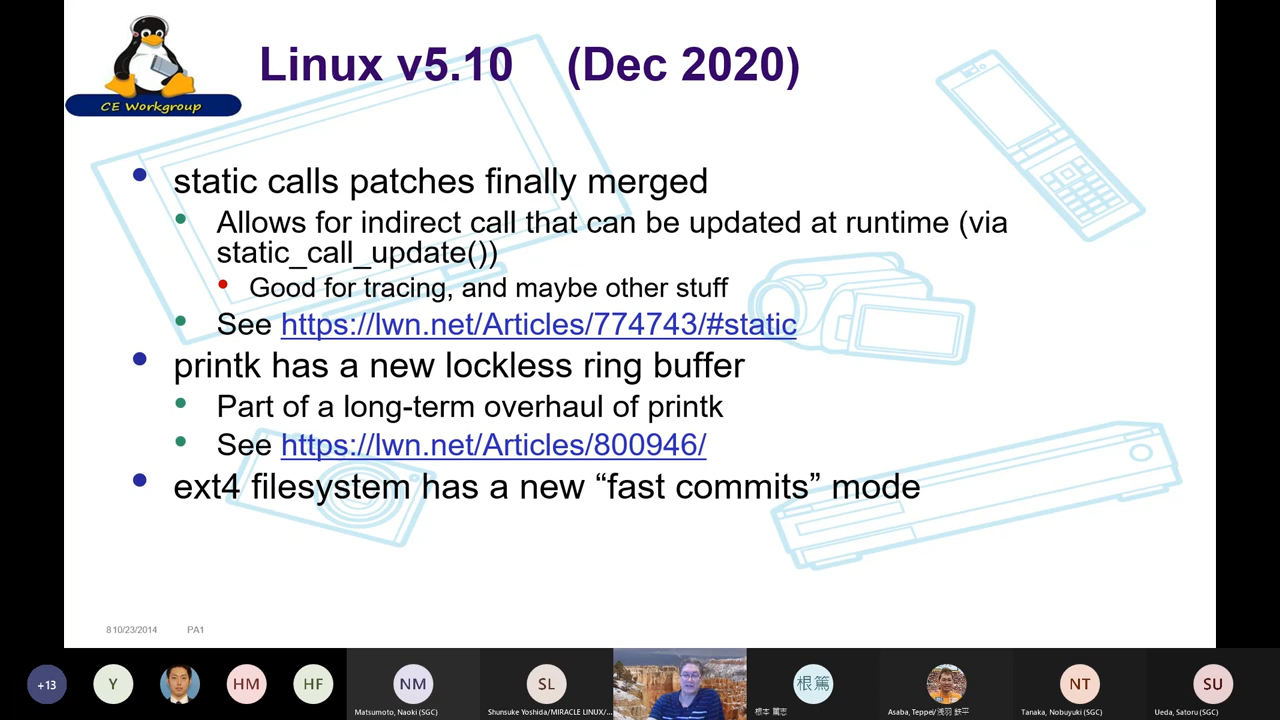 CE Workgroup
Linux v5.10 (Dec 2020)
• static calls patches finally merged
• Allows for indirect call that can be updated at runtime (via
static_call_update())
• Good for tracing, and maybe other stuff
• See https://lwn.net/Articles/774743/#static
• printk has a new lockless ring buffer
• Part of a long-term overhaul of printk
• See https://lwn.net/Articles/800946/
• ext4 filesystem has a new “fast commits” mode
8 10/23/2014 PA1
+13
Y
HM
HF
NM
Matsumoto, Naoki (SGC)
SL
Shunsuke Yoshida/MIRACLE LINUX/...
根篤
根本 篤志
Asaba, Teppei/浅羽 鉄平
NT
Tanaka, Nobuyuki (SGC)
SU
Ueda, Satoru (SGC)